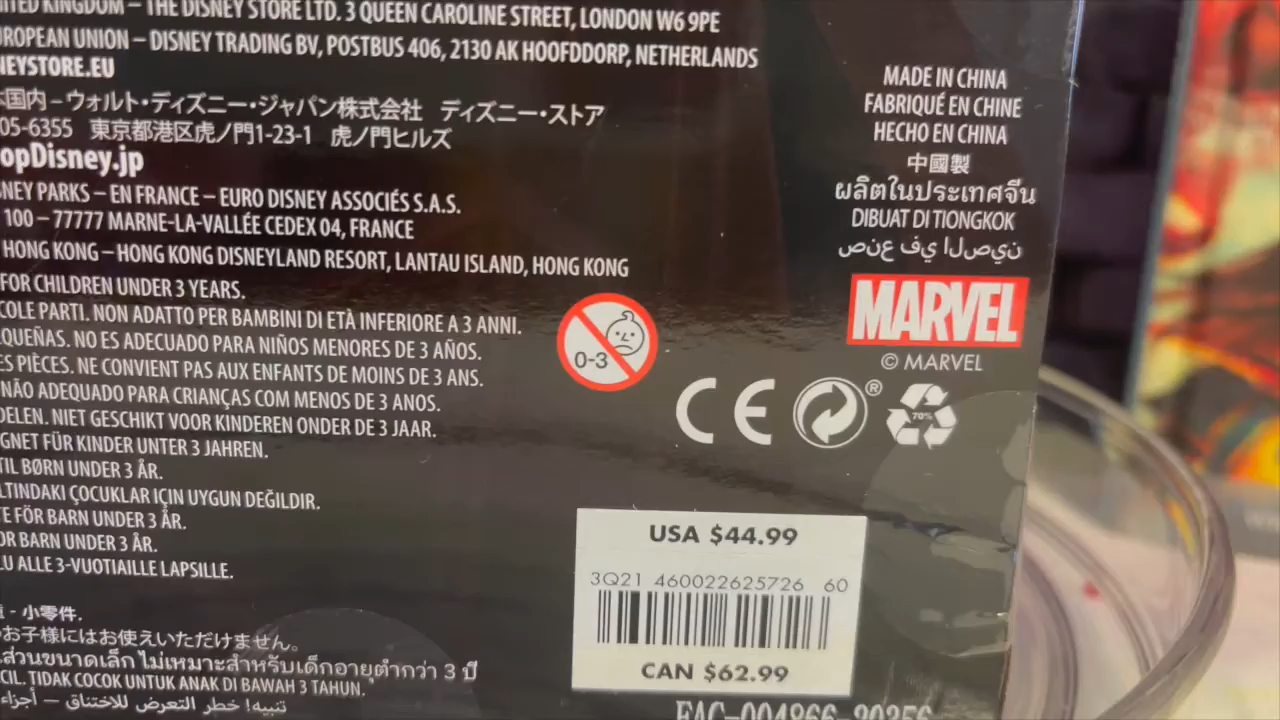 UNITED KINGDOM – THE DISNEY STORE LTD. 3 QUEEN CAROLINE STREET, LONDON W6 9PE
UROPEAN UNION – DISNEY TRADING BV, POSTBUS 406, 2130 AK HOOFDDORP, NETHERLANDS
NEYSTORE.EU
国内 – ウォルト・ディズニー・ジャパン株式会社 ディズニー・ストア
05-6355 東京都港区虎ノ門1-23-1 虎ノ門ヒルズ
opDisney.jp
NEY PARKS – EN FRANCE – EURO DISNEY ASSOCIÉS S.A.S.
100 – 77777 MARNE-LA-VALLÉE CEDEX 04, FRANCE
HONG KONG – HONG KONG DISNEYLAND RESORT, LANTAU ISLAND, HONG KONG
FOR CHILDREN UNDER 3 YEARS.
COLE PARTI. NON ADATTO PER BAMBINI DI ETÀ INFERIORE A 3 ANNI.
QUEÑAS. NO ES ADECUADO PARA NIÑOS MENORES DE 3 AÑOS.
ES PIÈCES. NE CONVIENT PAS AUX ENFANTS DE MOINS DE 3 ANS.
NÃO ADEQUADO PARA CRIANÇAS COM MENOS DE 3 ANOS.
DELEN. NIET GESCHIKT VOOR KINDEREN ONDER DE 3 JAAR.
GNET FÜR KINDER UNTER 3 JAHREN.
TIL BØRN UNDER 3 ÅR.
LTINDAKI ÇOCUKLAR IÇIN UYGUN DEĞILDIR.
TE FÖR BARN UNDER 3 ÅR.
OR BARN UNDER 3 ÅR.
LU ALLE 3-VUOTIAILLE LAPSILLE.
- 小零件.
お子様にはお使えいただけません。
ส่วนขนาดเล็ก ไม่เหมาะสำหรับเด็กอายุต่ำกว่า 3 ปี
CIL. TIDAK COCOK UNTUK ANAK DI BAWAH 3 TAHUN.
تنبيه! خطر التعرض للاختناق – أجزاء
0-3
MADE IN CHINA
FABRIQUÉ EN CHINE
HECHO EN CHINA
中國製
ผลิตในประเทศจีน
DIBUAT DI TIONGKOK
صنع في الصين
MARVEL
© MARVEL
CE ®
70%
USA $44.99
3Q21 460022625726 60
CAN $62.99
FAC-004866-20356